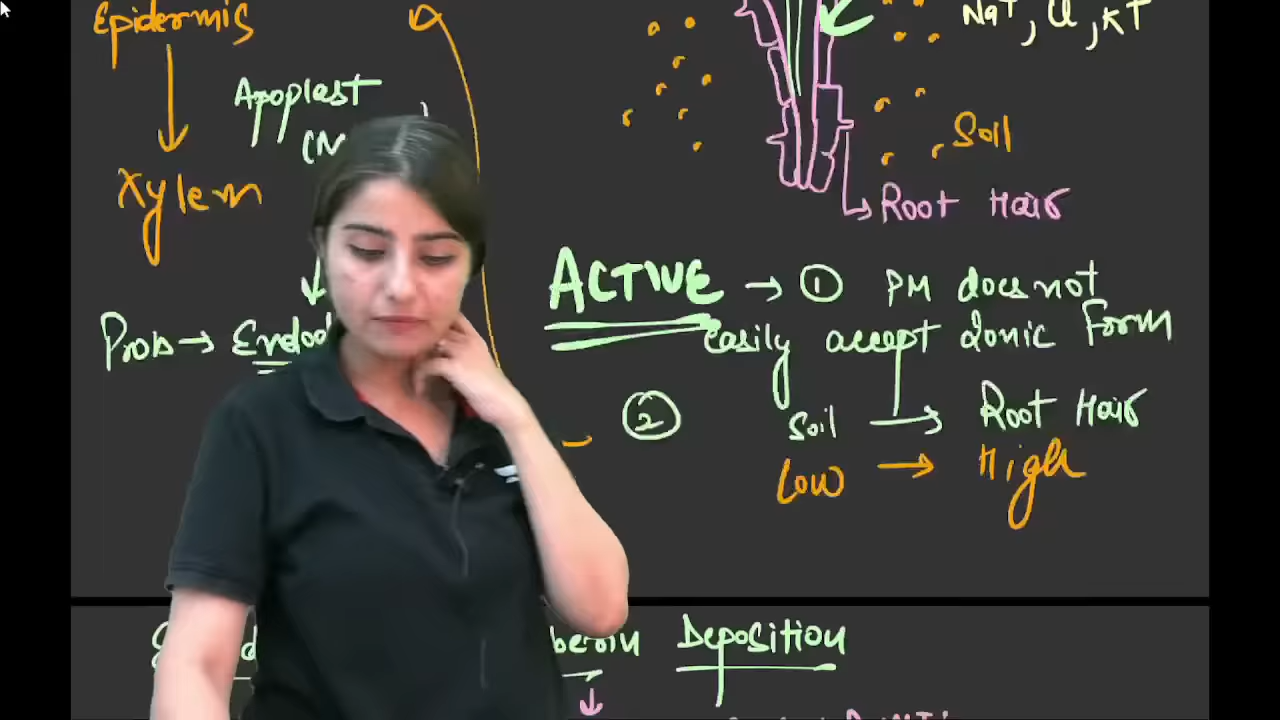 Epidermis
Na+, Cl, K+
Apoplast
(N
Soil
Xylem
Root Hair
ACTIVE → ① PM does not
easily accept Ionic Form
Prob →
② Soil → Root Hair
Low → High
Deposition